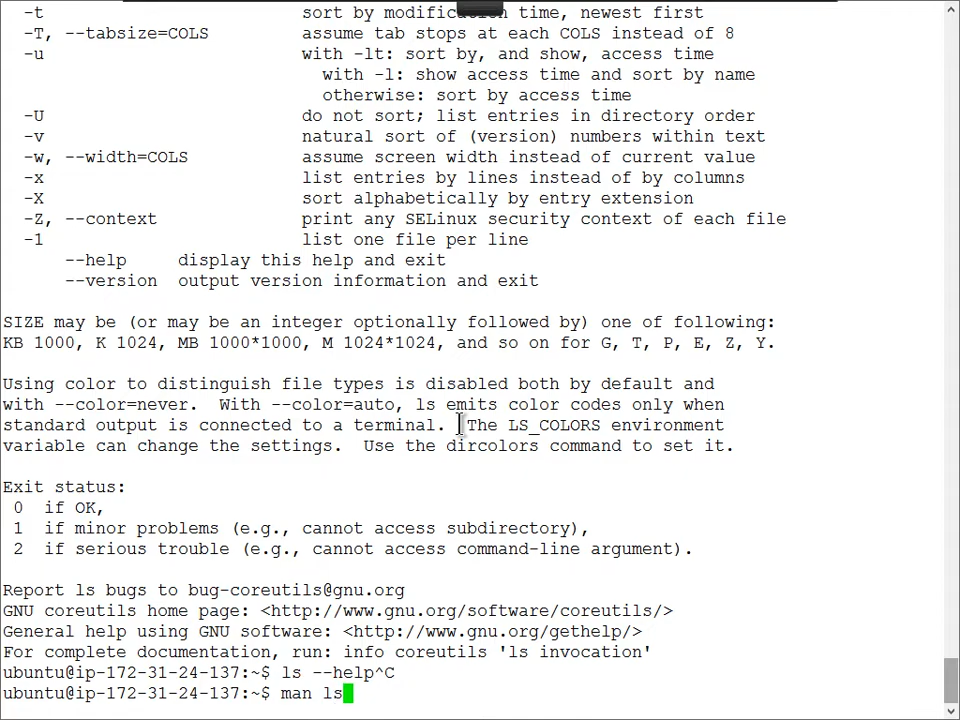 -t                         sort by modification time, newest first
-T, --tabsize=COLS         assume tab stops at each COLS instead of 8
-u                         with -lt: sort by, and show, access time
                             with -l: show access time and sort by name
                             otherwise: sort by access time
-U                         do not sort; list entries in directory order
-v                         natural sort of (version) numbers within text
-w, --width=COLS           assume screen width instead of current value
-x                         list entries by lines instead of by columns
-X                         sort alphabetically by entry extension
-Z, --context              print any SELinux security context of each file
-1                         list one file per line
    --help     display this help and exit
    --version  output version information and exit
SIZE may be (or may be an integer optionally followed by) one of following:
KB 1000, K 1024, MB 1000*1000, M 1024*1024, and so on for G, T, P, E, Z, Y.
Using color to distinguish file types is disabled both by default and
with --color=never.  With --color=auto, ls emits color codes only when
standard output is connected to a terminal.  The LS_COLORS environment
variable can change the settings.  Use the dircolors command to set it.
Exit status:
0  if OK,
1  if minor problems (e.g., cannot access subdirectory),
2  if serious trouble (e.g., cannot access command-line argument).
Report ls bugs to bug-coreutils@gnu.org
GNU coreutils home page: <http://www.gnu.org/software/coreutils/>
General help using GNU software: <http://www.gnu.org/gethelp/>
For complete documentation, run: info coreutils 'ls invocation'
ubuntu@ip-172-31-24-137:~$ ls --help^C
ubuntu@ip-172-31-24-137:~$ man ls